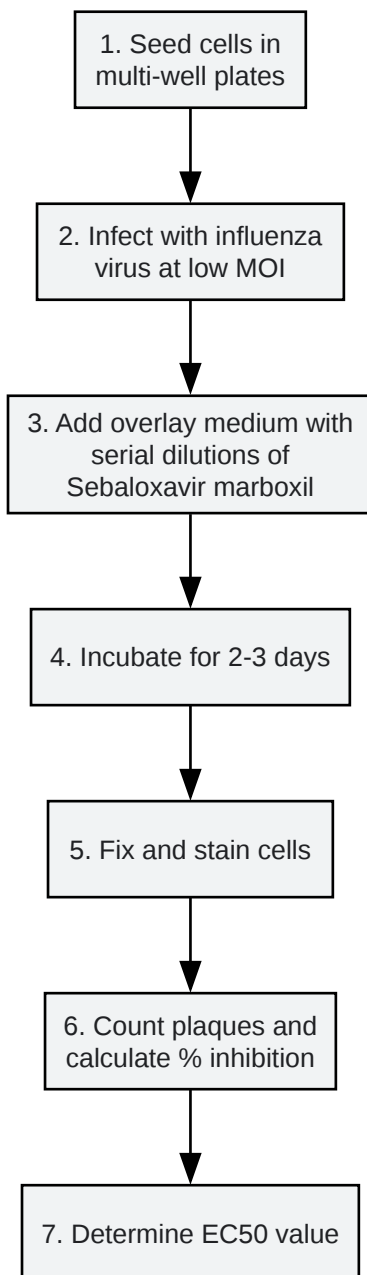 1. Seed cells in
multi-well plates
2. Infect with influenza
virus at low MOI
3. Add overlay medium with
serial dilutions of
Sebaloxavir marboxil
4. Incubate for 2-3 days
5. Fix and stain cells
6. Count plaques and
calculate % inhibition
7. Determine EC50 value